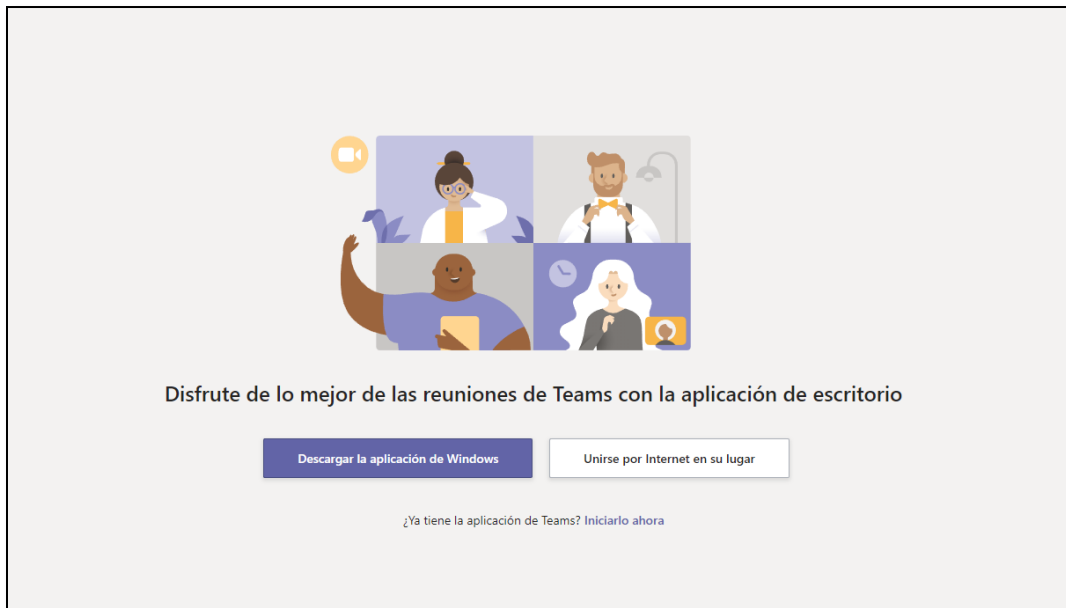 Disfrute de lo mejor de las reuniones de Teams con la aplicación de escritorio
Descargar la aplicación de Windows
Unirse por Internet en su lugar
¿Ya tiene la aplicación de Teams? Iniciarlo ahora